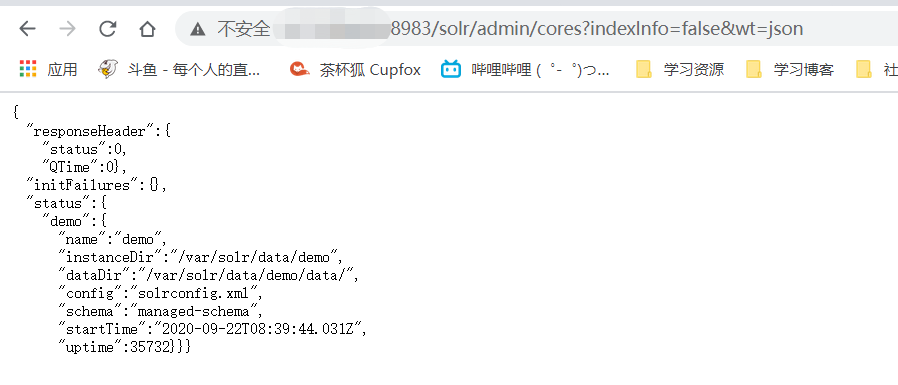 不安全 8983/solr/admin/cores?indexInfo=false&wt=json
应用 斗鱼 - 每个人的直... 茶杯狐 Cupfox 哔哩哔哩 ( ゜- ゜)つ... 学习资源 学习博客 社
{
"responseHeader":{
"status":0,
"QTime":0},
"initFailures":{},
"status":{
"demo":{
"name":"demo",
"instanceDir":"/var/solr/data/demo",
"dataDir":"/var/solr/data/demo/data/",
"config":"solrconfig.xml",
"schema":"managed-schema",
"startTime":"2020-09-22T08:39:44.031Z",
"uptime":35732}}}